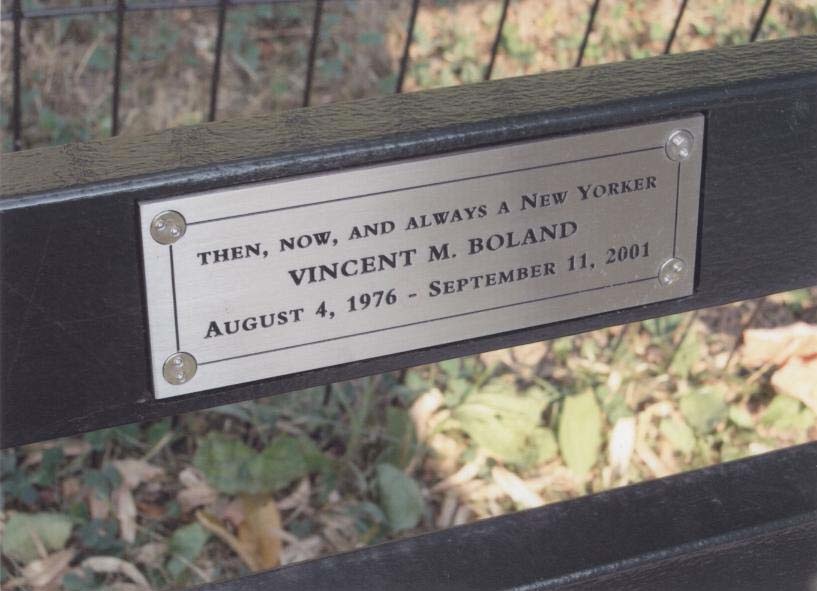 THEN, NOW, AND ALWAYS A NEW YORKER
VINCENT M. BOLAND
AUGUST 4, 1976 - SEPTEMBER 11, 2001